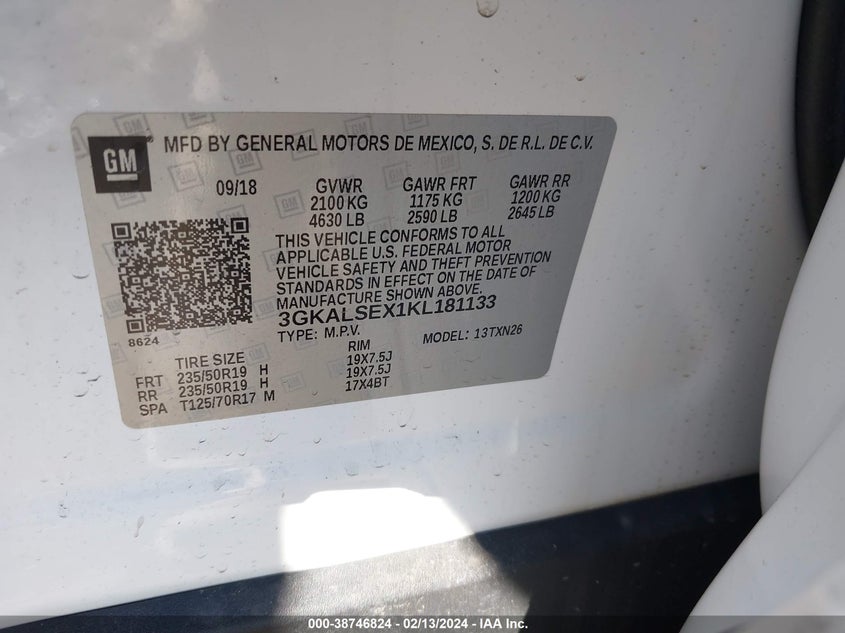 GM
MFD BY GENERAL MOTORS DE MEXICO, S. DE R.L. DE C.V.
09/18 GVWR GAWR FRT GAWR RR
2100 KG 1175 KG 1200 KG
4630 LB 2590 LB 2645 LB
THIS VEHICLE CONFORMS TO ALL
APPLICABLE U.S. FEDERAL MOTOR
VEHICLE SAFETY AND THEFT PREVENTION
STANDARDS IN EFFECT ON THE DATE OF
MANUFACTURE SHOWN ABOVE.
3GKALSEX1KL181133
8624
TYPE: M.P.V. MODEL: 13TXN26
TIRE SIZE RIM
FRT 235/50R19 H 19X7.5J
RR 235/50R19 H 19X7.5J
SPA T125/70R17 M 17X4BT
000-38746824 - 02/13/2024 - IAA Inc.